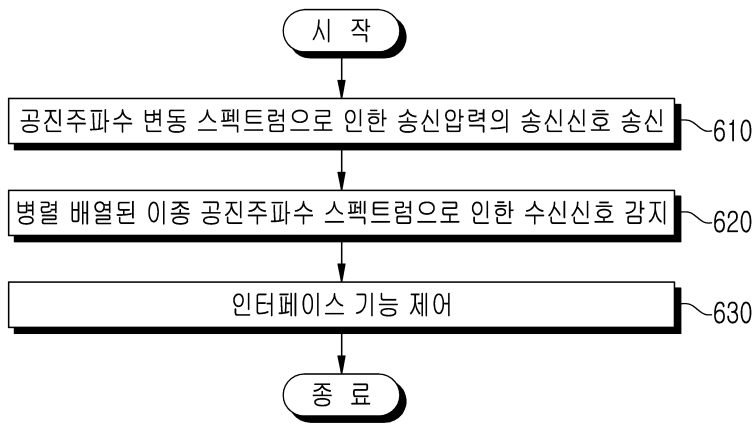 시 작
공진주파수 변동 스펙트럼으로 인한 송신압력의 송신신호 송신
610
병렬 배열된 이종 공진주파수 스펙트럼으로 인한 수신신호 감지
620
인터페이스 기능 제어
630
종 료